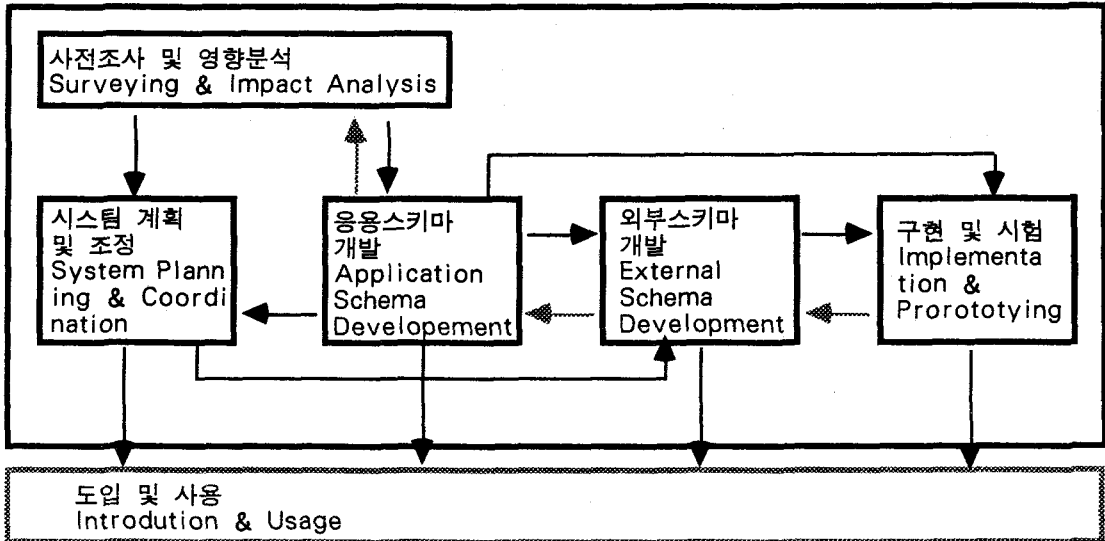 사전조사 및 영향분석
Surveying & Impact Analysis
시스템 계획
및 조정
System Plann
ing & Coordi
nation
응용스키마
개발
Application
Schema
Developement
외부스키마
개발
External
Schema
Development
구현 및 시험
Implementa
tion &
Prorototying
도입 및 사용
Introdution & Usage